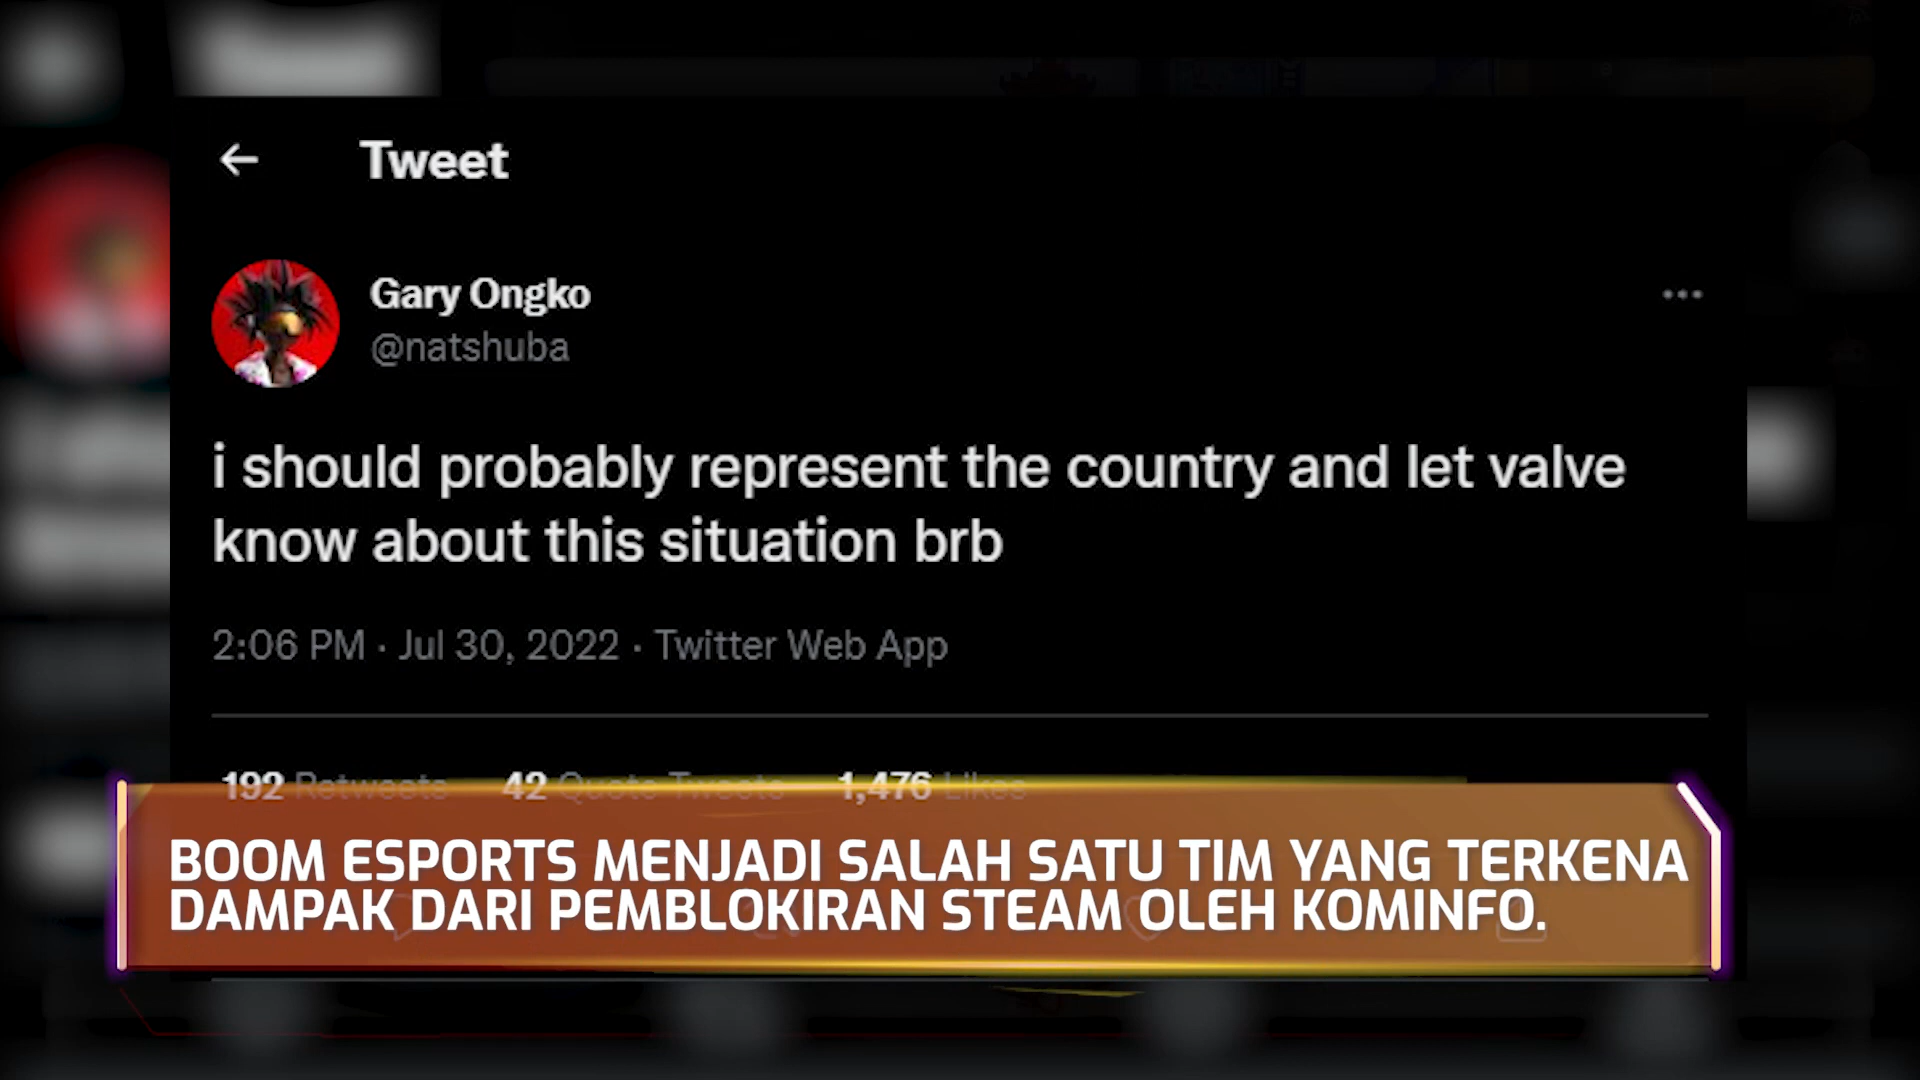 Tweet
Gary Ongko
@natshuba
i should probably represent the country and let valve
know about this situation brb
2:06 PM · Jul 30, 2022 · Twitter Web App
192 Retweets 42 Quote Tweets 1,476 Likes
BOOM ESPORTS MENJADI SALAH SATU TIM YANG TERKENA
DAMPAK DARI PEMBLOKIRAN STEAM OLEH KOMINFO.